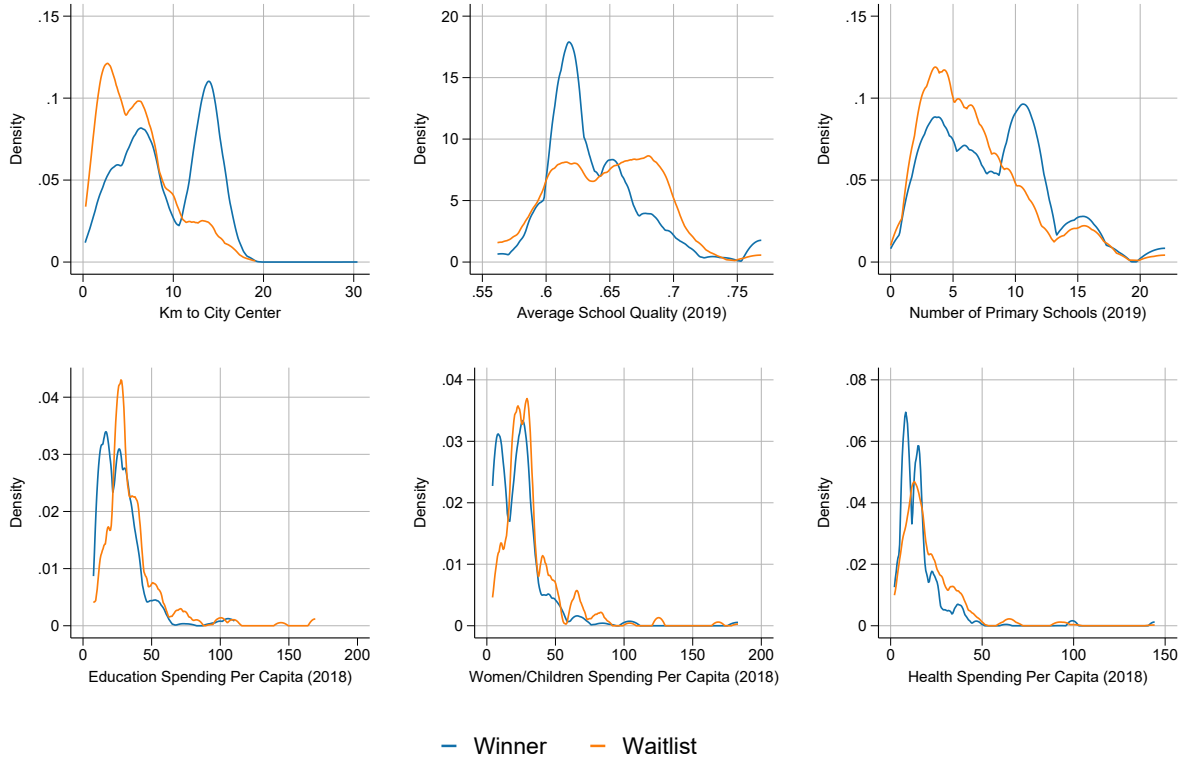 .15
.1
.05
0
Density
0 10 20 30
Km to City Center
20
15
10
5
0
Density
.55 .6 .65 .7 .75
Average School Quality (2019)
.15
.1
.05
0
Density
0 5 10 15 20
Number of Primary Schools (2019)
.04
.03
.02
.01
0
Density
0 50 100 150 200
Education Spending Per Capita (2018)
.04
.03
.02
.01
0
Density
0 50 100 150 200
Women/Children Spending Per Capita (2018)
.08
.06
.04
.02
0
Density
0 50 100 150
Health Spending Per Capita (2018)
Winner Waitlist